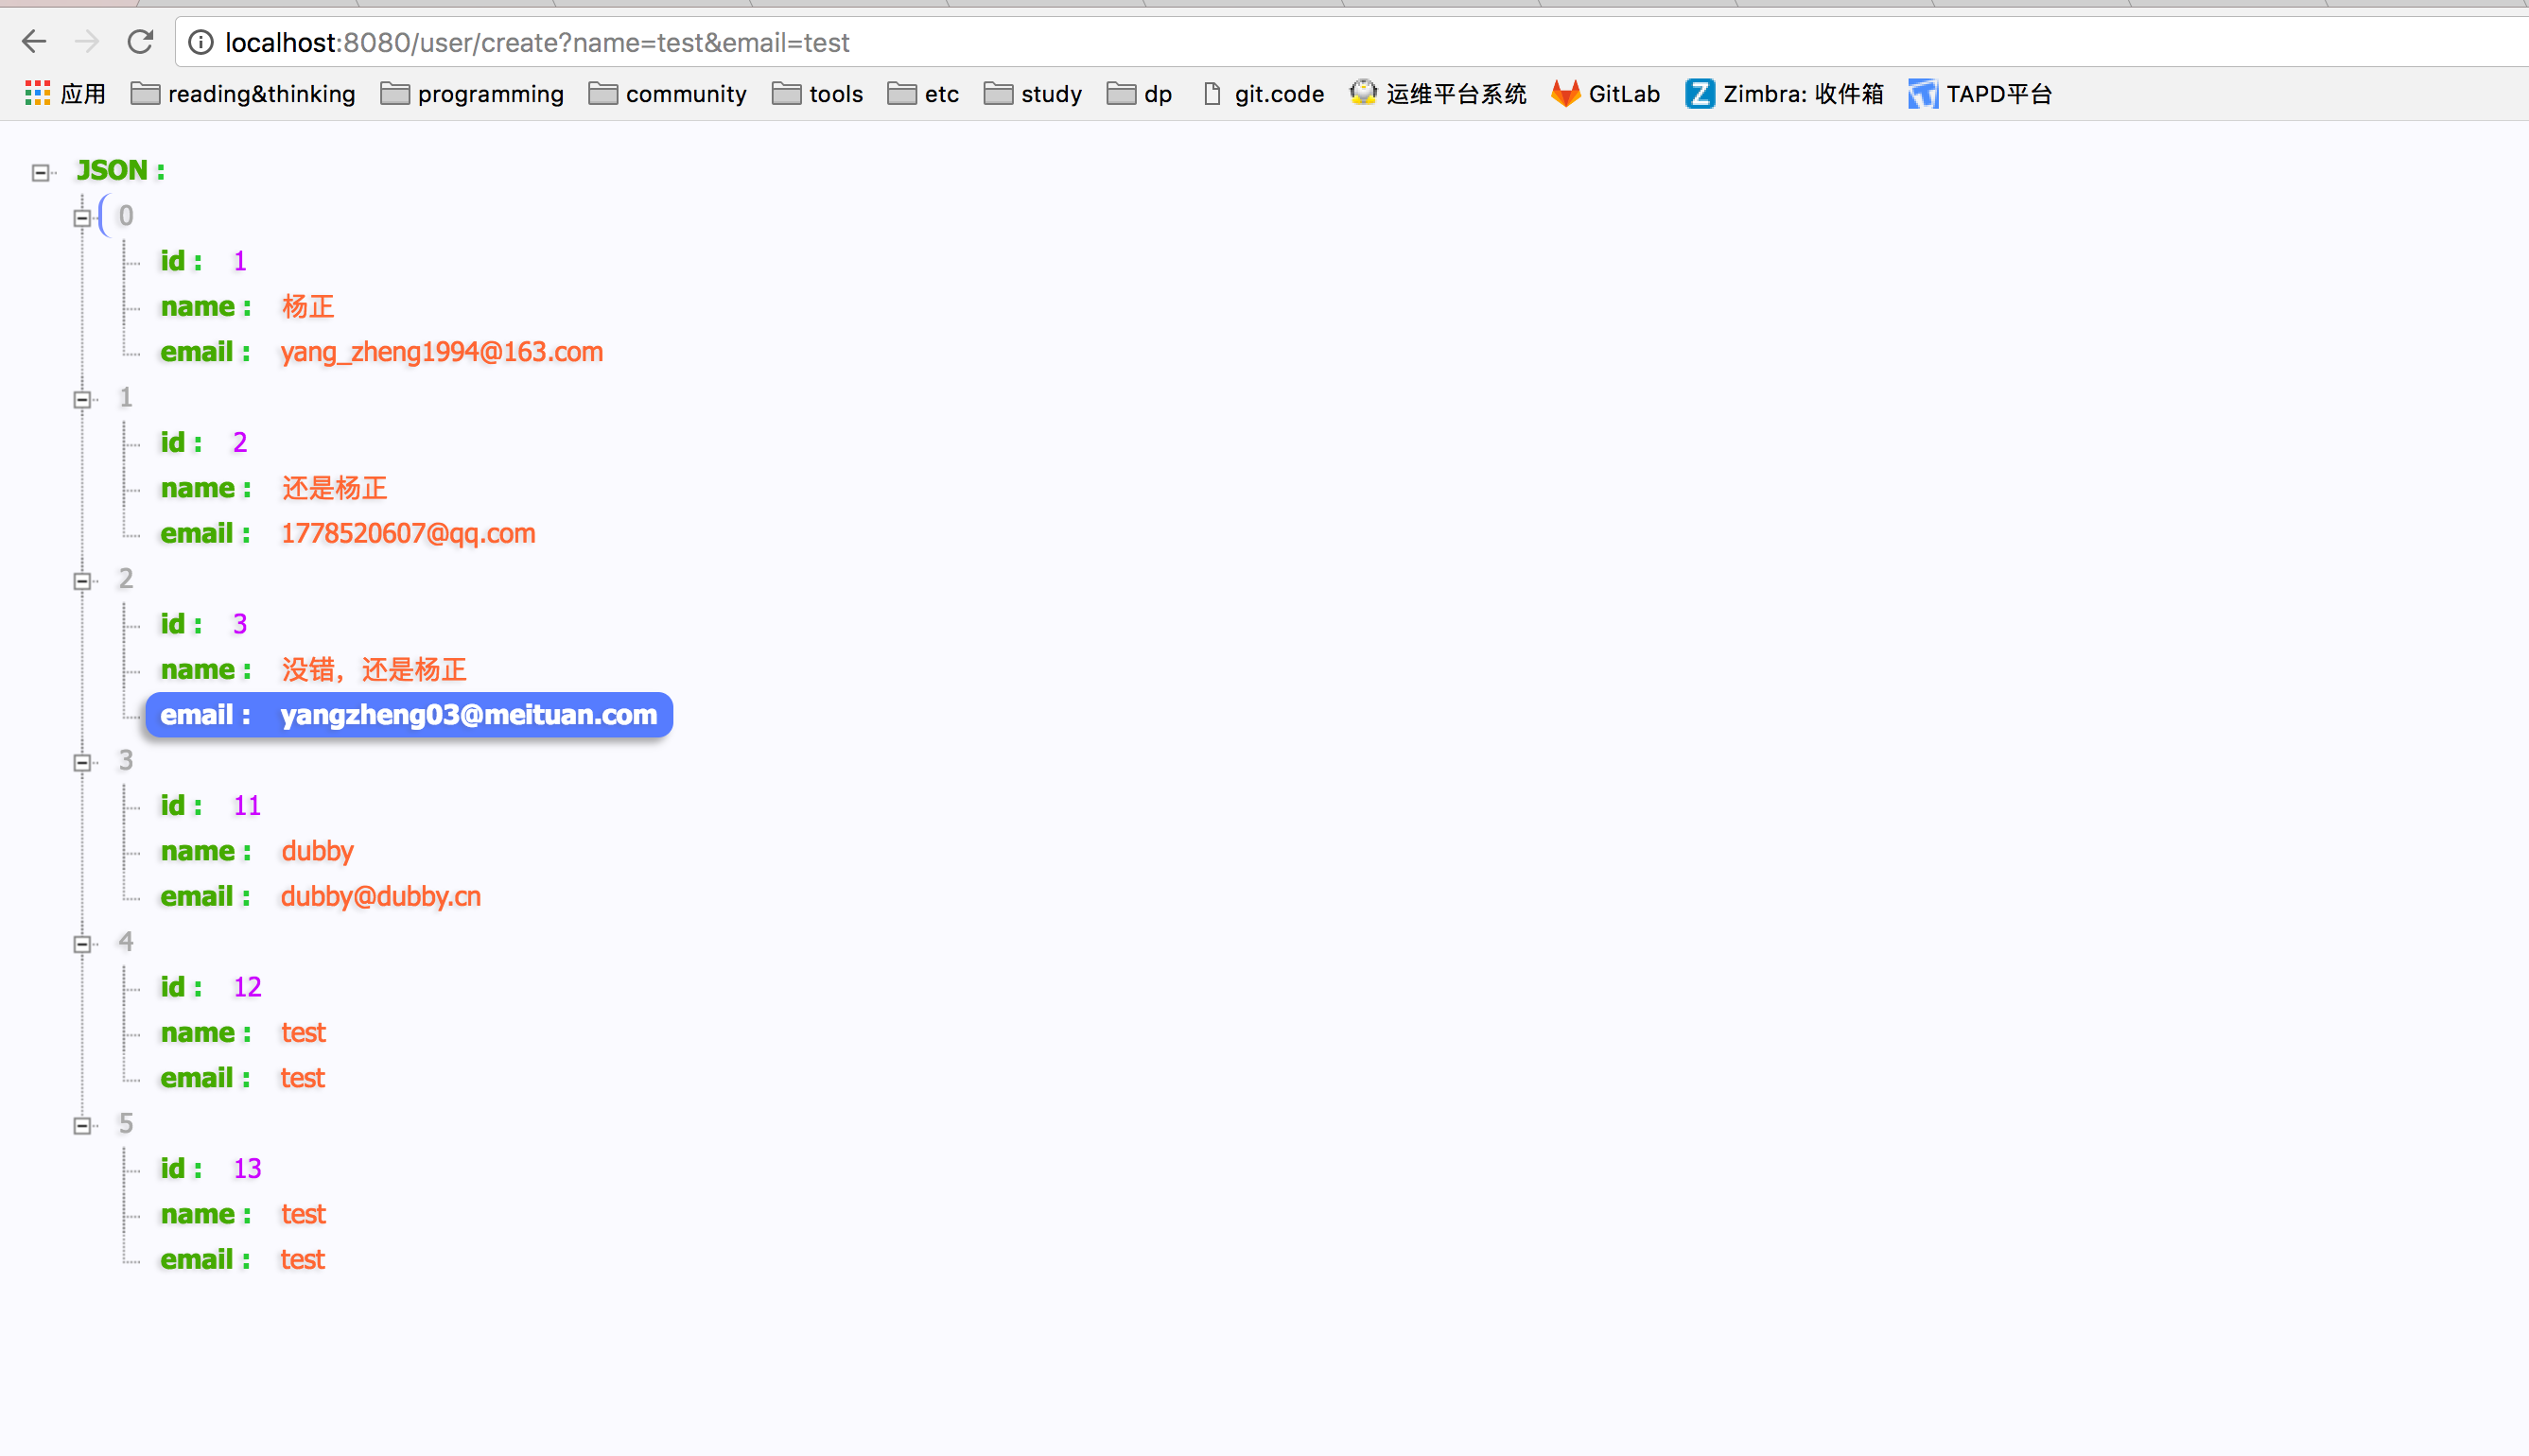 localhost:8080/user/create?name=test&email=test
应用 reading&thinking programming community tools etc study dp git.code 运维平台系统 GitLab Zimbra: 收件箱 TAPD平台
JSON :
0
id : 1
name : 杨正
email : yang_zheng1994@163.com
1
id : 2
name : 还是杨正
email : 1778520607@qq.com
2
id : 3
name : 没错，还是杨正
email : yangzheng03@meituan.com
3
id : 11
name : dubby
email : dubby@dubby.cn
4
id : 12
name : test
email : test
5
id : 13
name : test
email : test